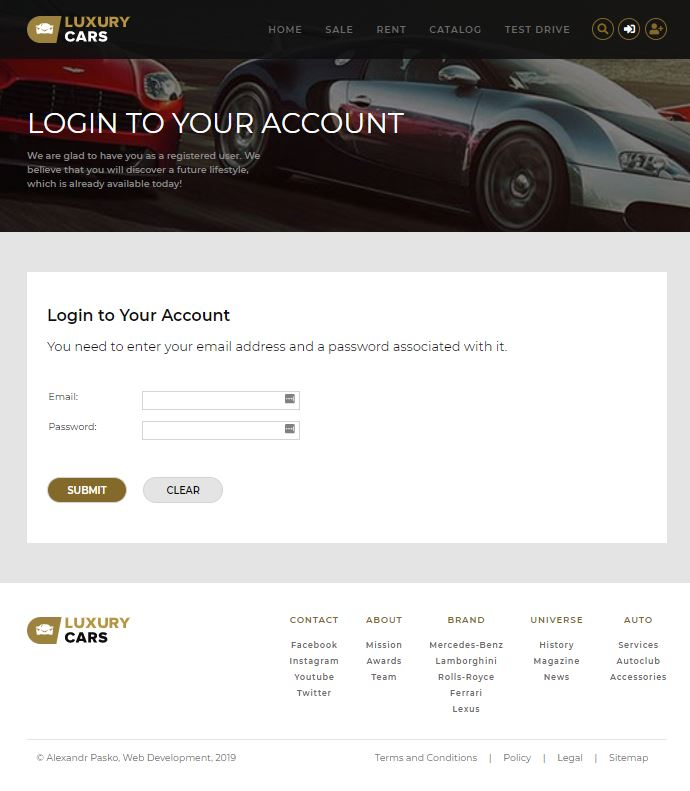 LUXURY
CARS
HOME SALE RENT CATALOG TEST DRIVE
LOGIN TO YOUR ACCOUNT
We are glad to have you as a registered user. We
believe that you will discover a future lifestyle,
which is already available today!
Login to Your Account
You need to enter your email address and a password associated with it.
Email:
Password:
SUBMIT CLEAR
LUXURY
CARS
CONTACT ABOUT BRAND UNIVERSE AUTO
Facebook Mission Mercedes-Benz History Services
Instagram Awards Lamborghini Magazine Autoclub
Youtube Team Rolls-Royce News Accessories
Twitter Ferrari
Lexus
© Alexandr Pasko, Web Development, 2019 Terms and Conditions | Policy | Legal | Sitemap